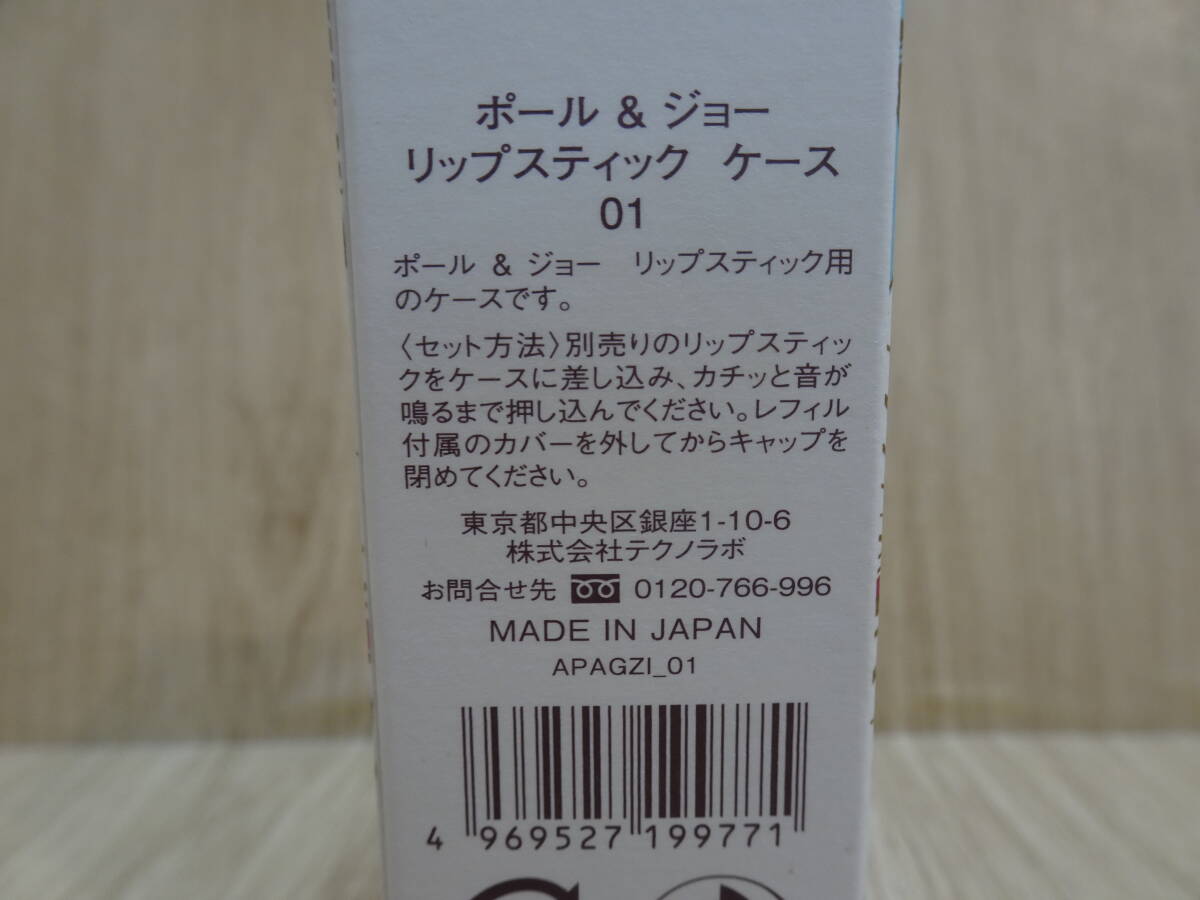 ポール & ジョー
リップスティック ケース
01
ポール & ジョー リップスティック用
のケースです。
〈セット方法〉別売りのリップスティッ
クをケースに差し込み、カチッと音が
鳴るまで押し込んでください。レフィル
付属のカバーを外してからキャップを
閉めてください。
東京都中央区銀座1-10-6
株式会社テクノラボ
お問合せ先 0120-766-996
MADE IN JAPAN
APAGZI_01
4 969527 199771